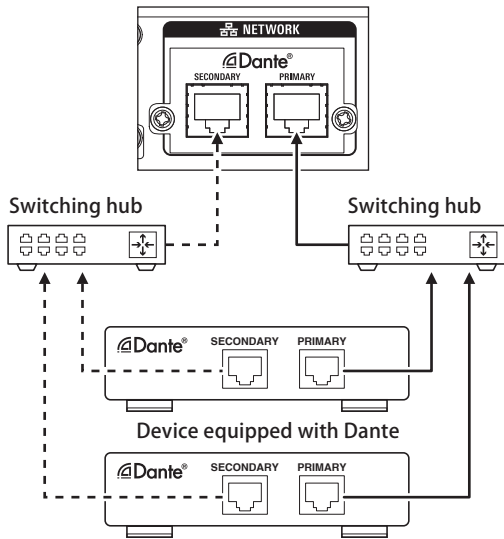 NETWORK
Dante®
SECONDARY PRIMARY
Switching hub Switching hub
Dante® SECONDARY PRIMARY
Device equipped with Dante
Dante® SECONDARY PRIMARY